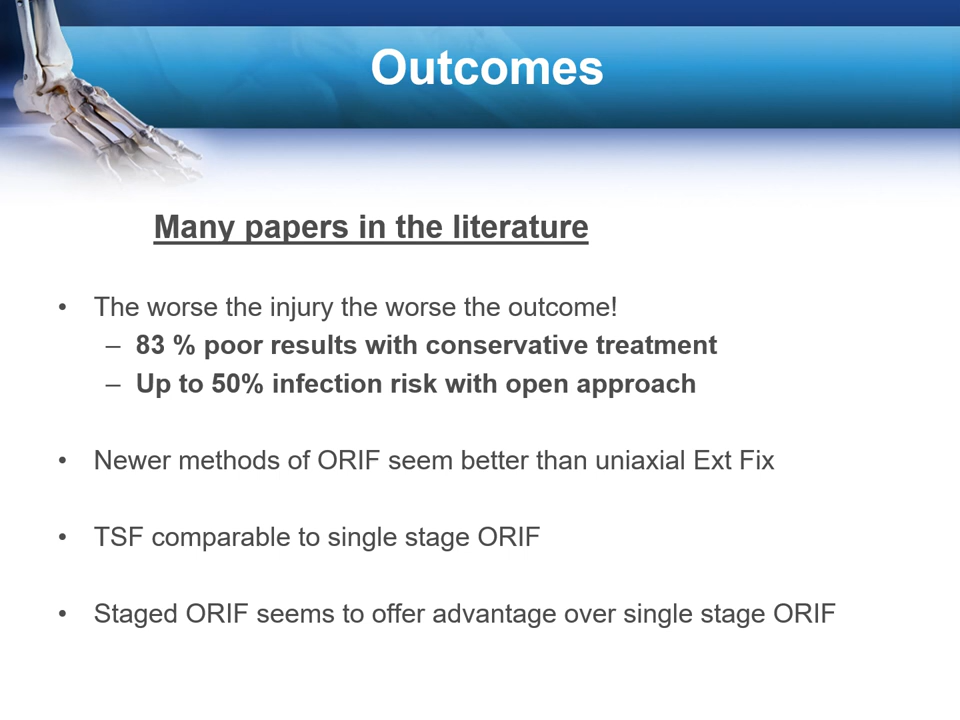 Outcomes
Many papers in the literature
• The worse the injury the worse the outcome!
– 83 % poor results with conservative treatment
– Up to 50% infection risk with open approach
• Newer methods of ORIF seem better than uniaxial Ext Fix
• TSF comparable to single stage ORIF
• Staged ORIF seems to offer advantage over single stage ORIF